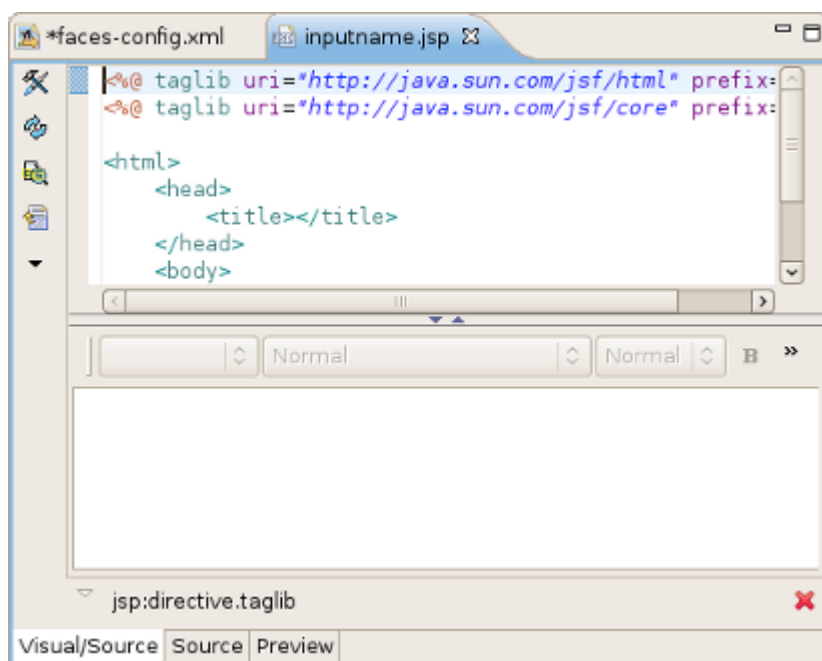 *faces-config.xml inputname.jsp
<%@ taglib uri="http://java.sun.com/jsf/html" prefix=
<%@ taglib uri="http://java.sun.com/jsf/core" prefix=
<html>
<head>
<title></title>
</head>
<body>
Normal Normal B »
jsp:directive.taglib
Visual/Source Source Preview